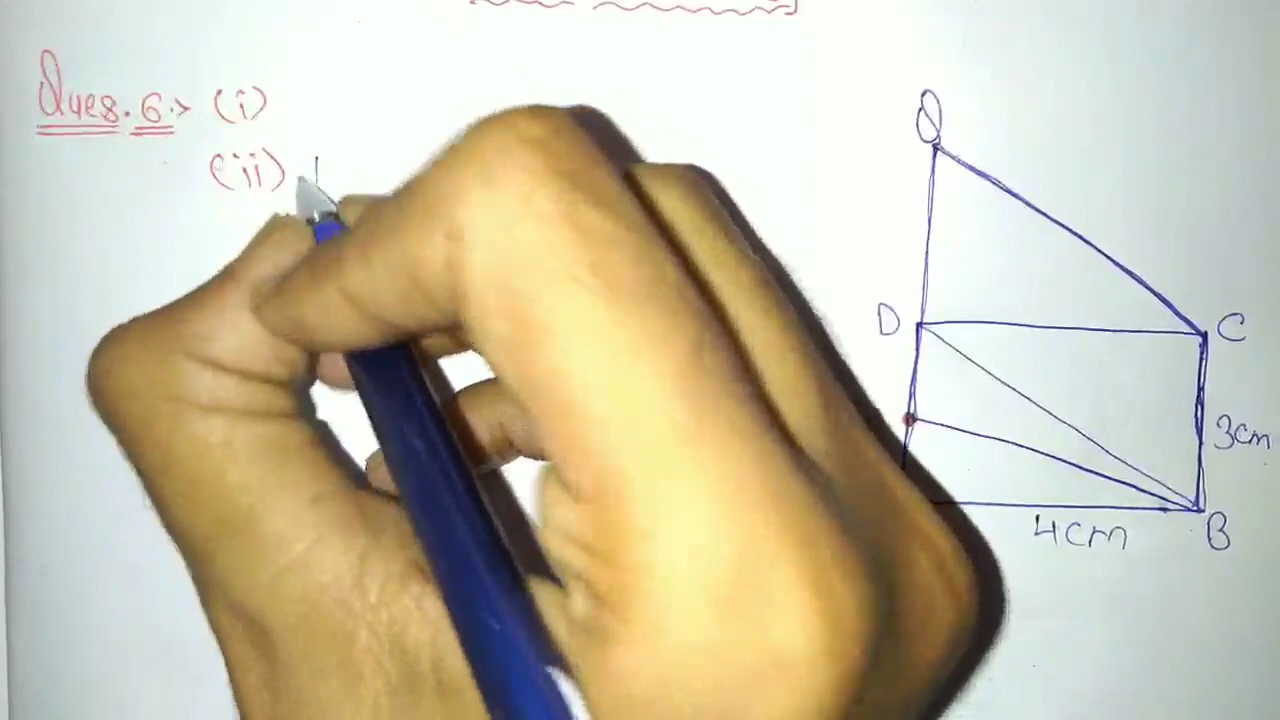 Ques. 6:> (i)
(ii)
Q
D
C
3cm
4cm
B